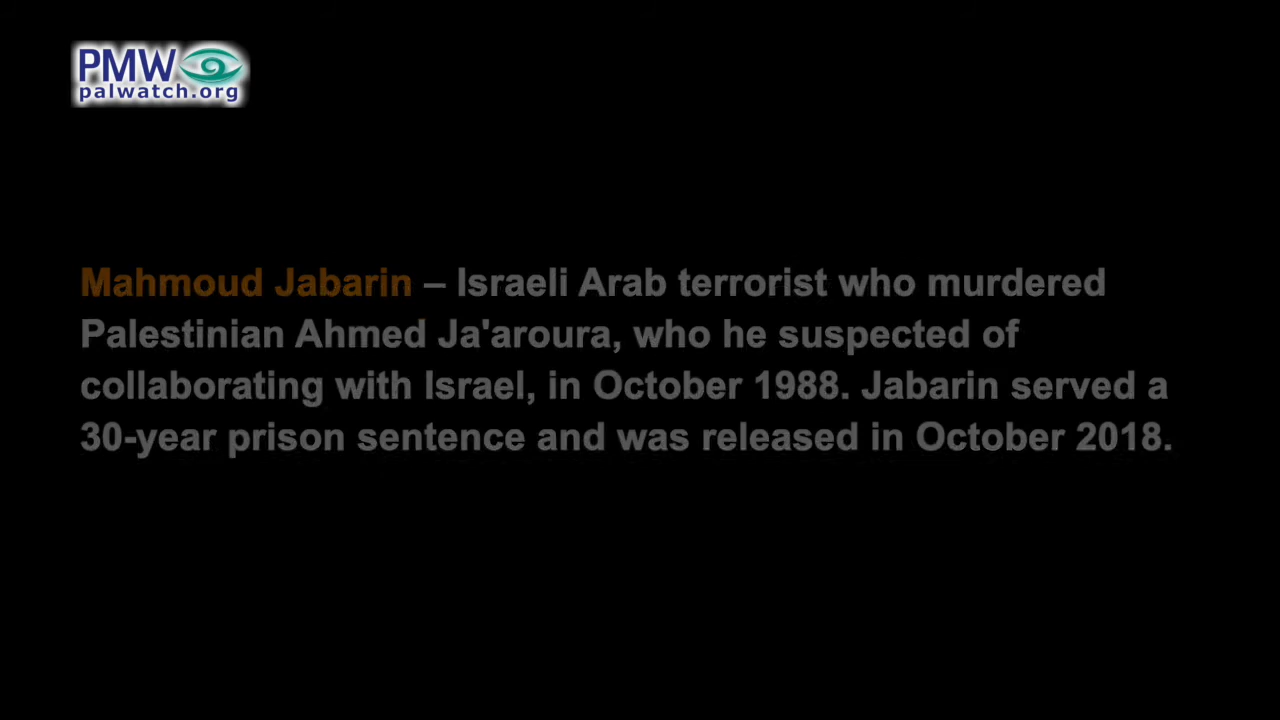 PMW
palwatch.org
Mahmoud Jabarin – Israeli Arab terrorist who murdered
Palestinian Ahmed Ja'aroura, who he suspected of
collaborating with Israel, in October 1988. Jabarin served a
30-year prison sentence and was released in October 2018.